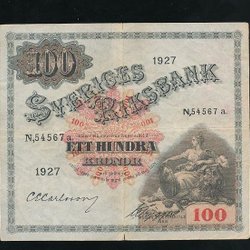 100
1927
SVERIGES
RIKSBANK
N,54567 a.
N,54567 a.
ETT HUNDRA
KRONOR
1927
100